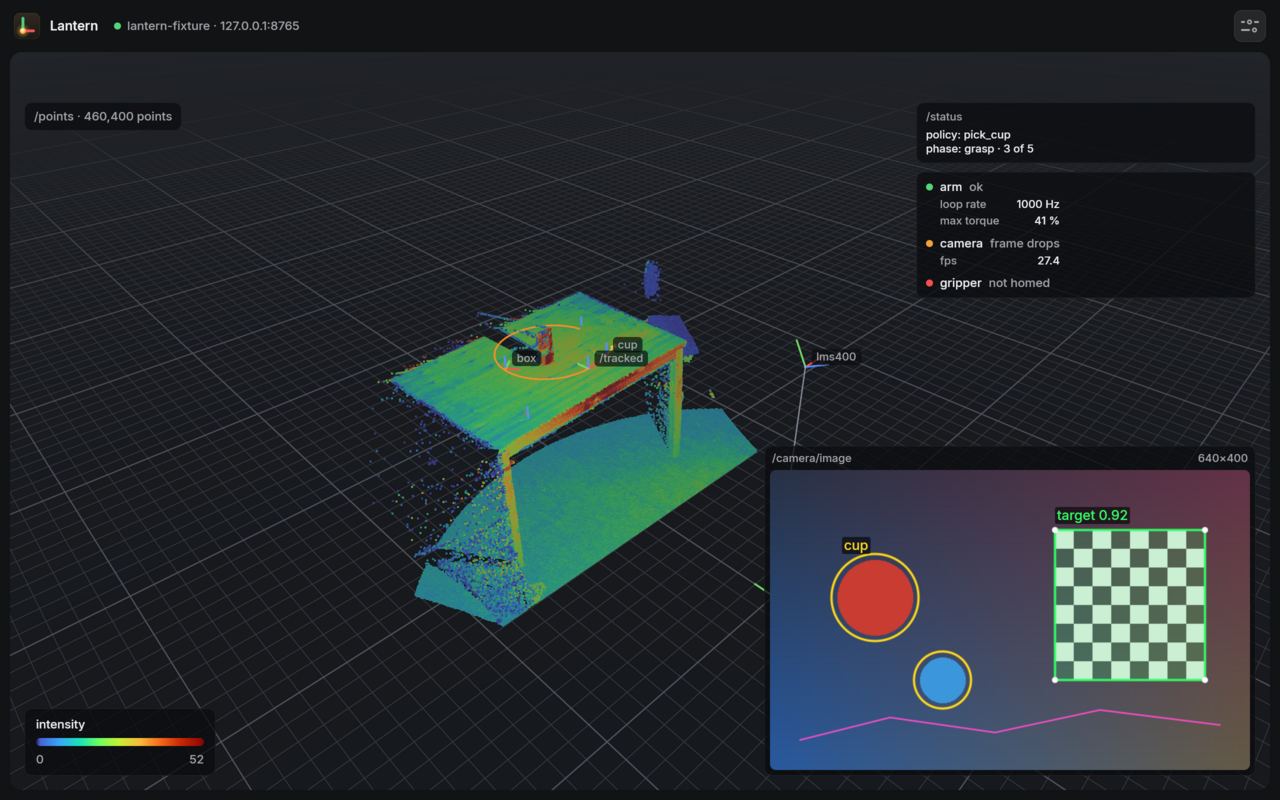 Lantern
lantern-fixture · 127.0.0.1:8765
/points · 460,400 points
/status
policy: pick_cup
phase: grasp · 3 of 5
arm ok
loop rate 1000 Hz
max torque 41 %
camera frame drops
fps 27.4
gripper not homed
cup
box
/tracked
lms400
/camera/image 640×400
target 0.92
cup
intensity
0 52